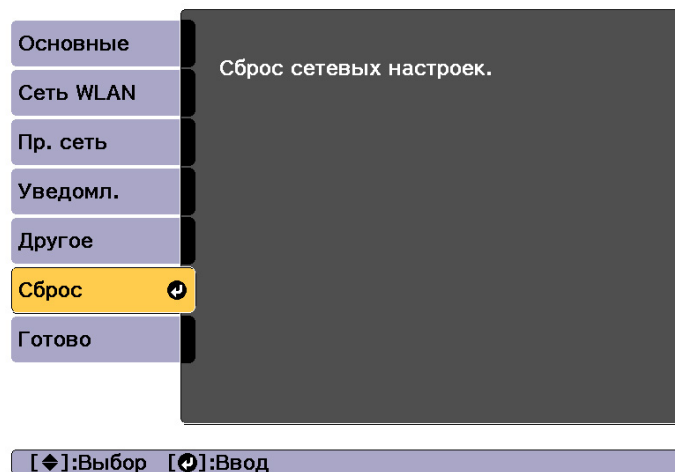 Основные
Сеть WLAN
Пр. сеть
Уведомл.
Другое
Сброс
Готово
Сброс сетевых настроек.
[◆]:Выбор [↵]:Ввод